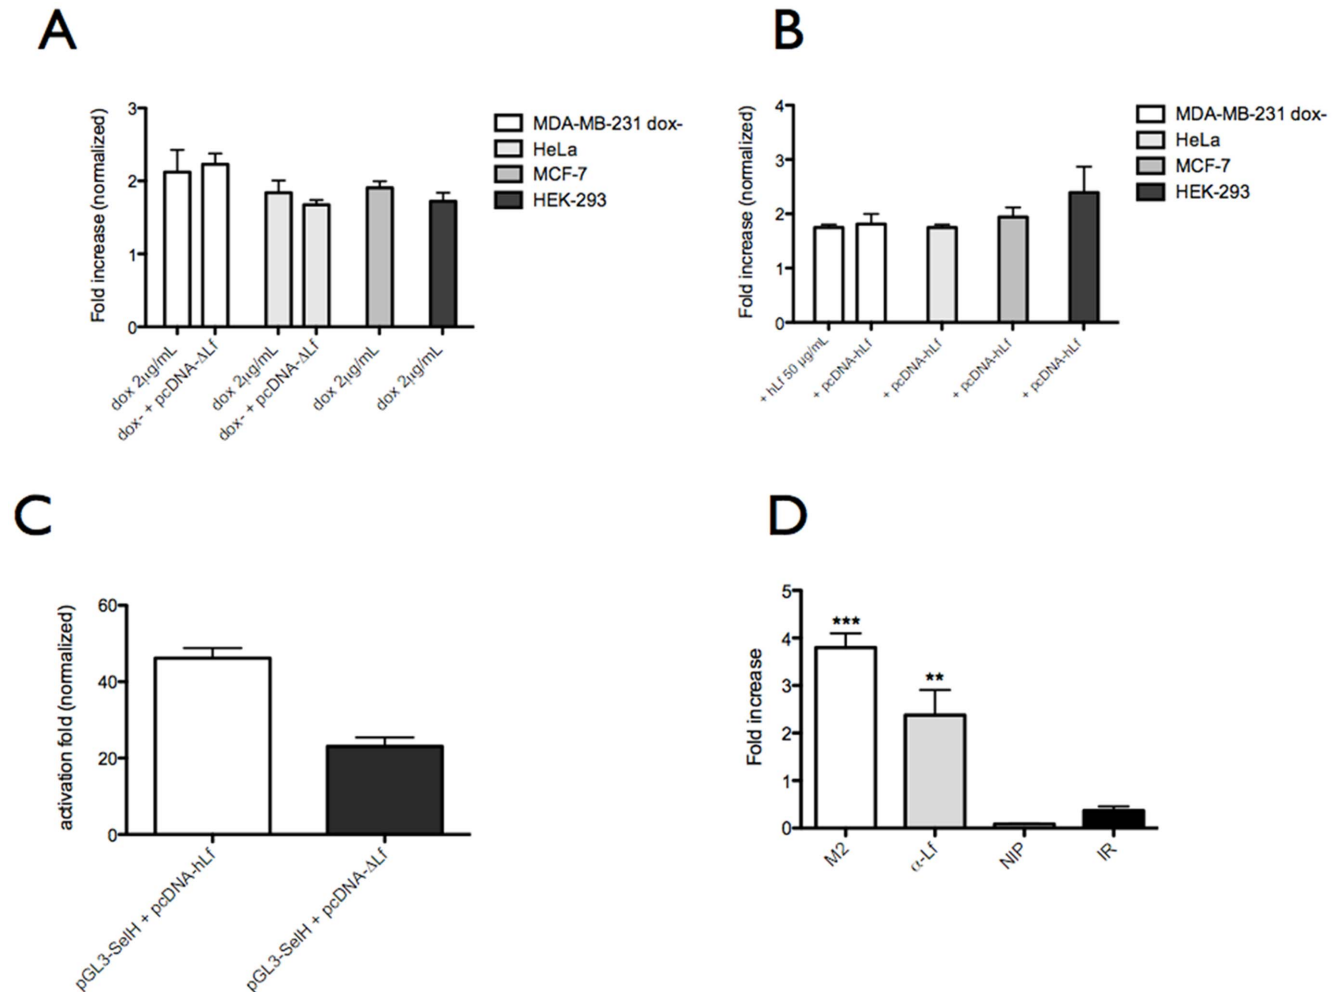 A
Fold increase (normalized)
3
2
1
0
dox 2µg/mL
dox- + pcDNA-ΔLf
dox 2µg/mL
dox- + pcDNA-ΔLf
dox 2µg/mL
dox 2µg/mL
MDA-MB-231 dox-
HeLa
MCF-7
HEK-293
B
Fold increase (normalized)
4
3
2
1
0
+ hLf 50 µg/mL
+ pcDNA-hLf
+ pcDNA-hLf
+ pcDNA-hLf
+ pcDNA-hLf
MDA-MB-231 dox-
HeLa
MCF-7
HEK-293
C
activation fold (normalized)
60
40
20
0
pGL3-SelH + pcDNA-hLf
pGL3-SelH + pcDNA-ΔLf
D
Fold increase
5
4
3
2
1
0
***
**
M2
α-Lf
NIP
IR